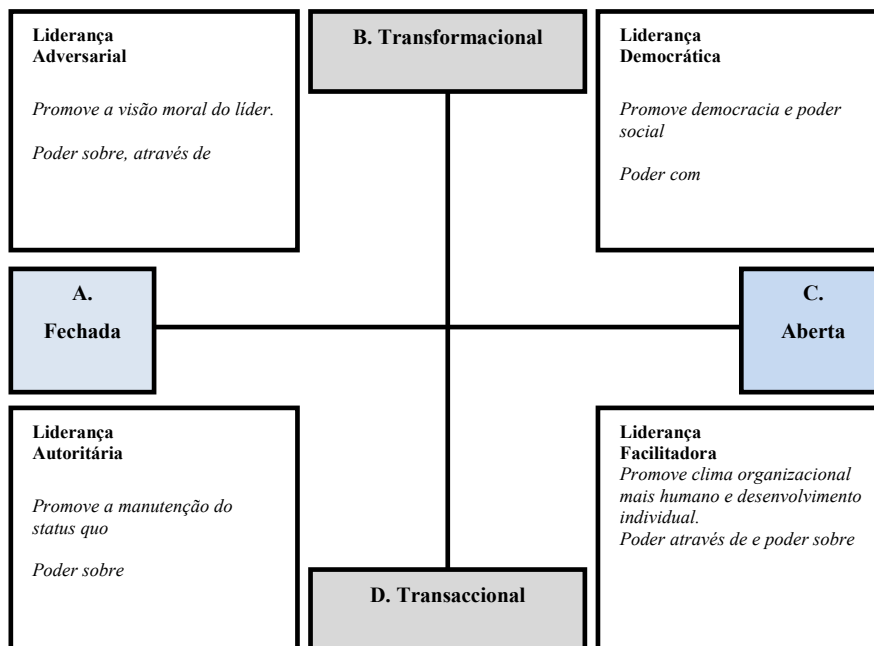 Liderança
Adversarial
Promove a visão moral do líder.
Poder sobre, através de
B. Transformacional
Liderança
Democrática
Promove democracia e poder
social
Poder com
A.
Fechada
C.
Aberta
Liderança
Autoritária
Promove a manutenção do
status quo
Poder sobre
D. Transaccional
Liderança
Facilitadora
Promove clima organizacional
mais humano e desenvolvimento
individual.
Poder através de e poder sobre